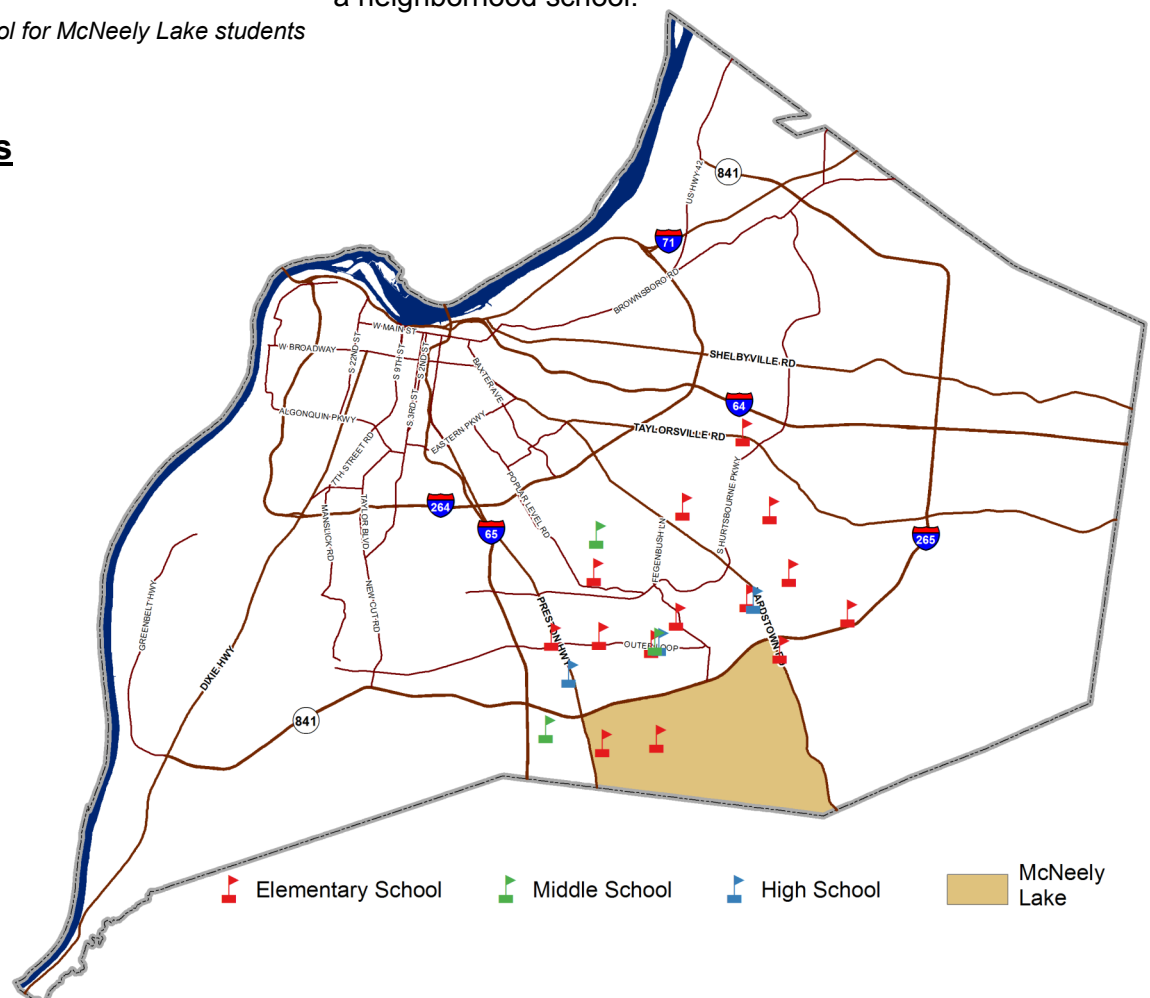 a neighborhood school.
ol for McNeely Lake students
s
841
US HWY 42
71
BROWNSBORO RD
W MAIN ST
W BROADWAY
S 22ND ST
S 9TH ST
S 2ND ST
S 3RD ST
BAXTER AVE
SHELBYVILLE RD
64
ALGONQUIN PKWY
EASTERN PKWY
TAYLORSVILLE RD
7TH STREET RD
POPLAR LEVEL RD
S HURTSBOURNE PKWY
264
65
265
MANSLICK RD
TAYLOR BLVD
FEGENBUSH LN
NEW CUT RD
GREENBELT HWY
PRESTON HWY
ARDSTOWN R
OUTER LOOP
DIXIE HWY
841
Elementary School
Middle School
High School
McNeely
Lake